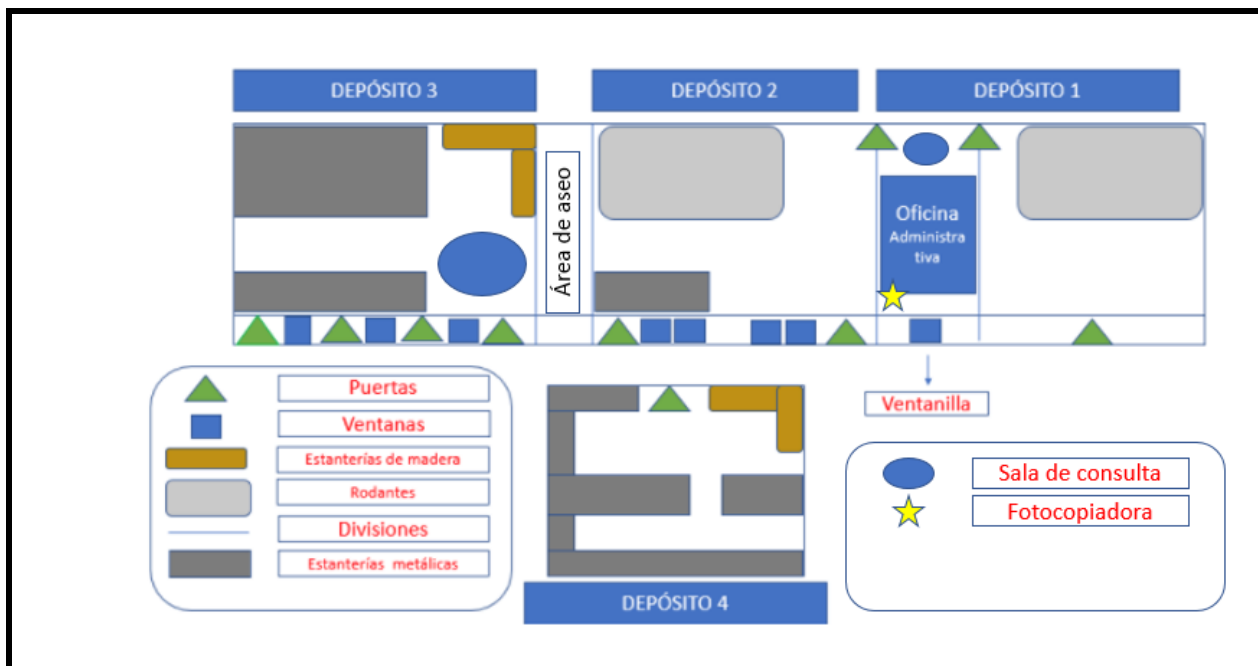 DEPÓSITO 3
DEPÓSITO 2
DEPÓSITO 1
Área de aseo
Oficina
Administra
tiva
Ventanilla
Puertas
Ventanas
Estanterías de madera
Rodantes
Divisiones
Estanterías metálicas
DEPÓSITO 4
Sala de consulta
Fotocopiadora